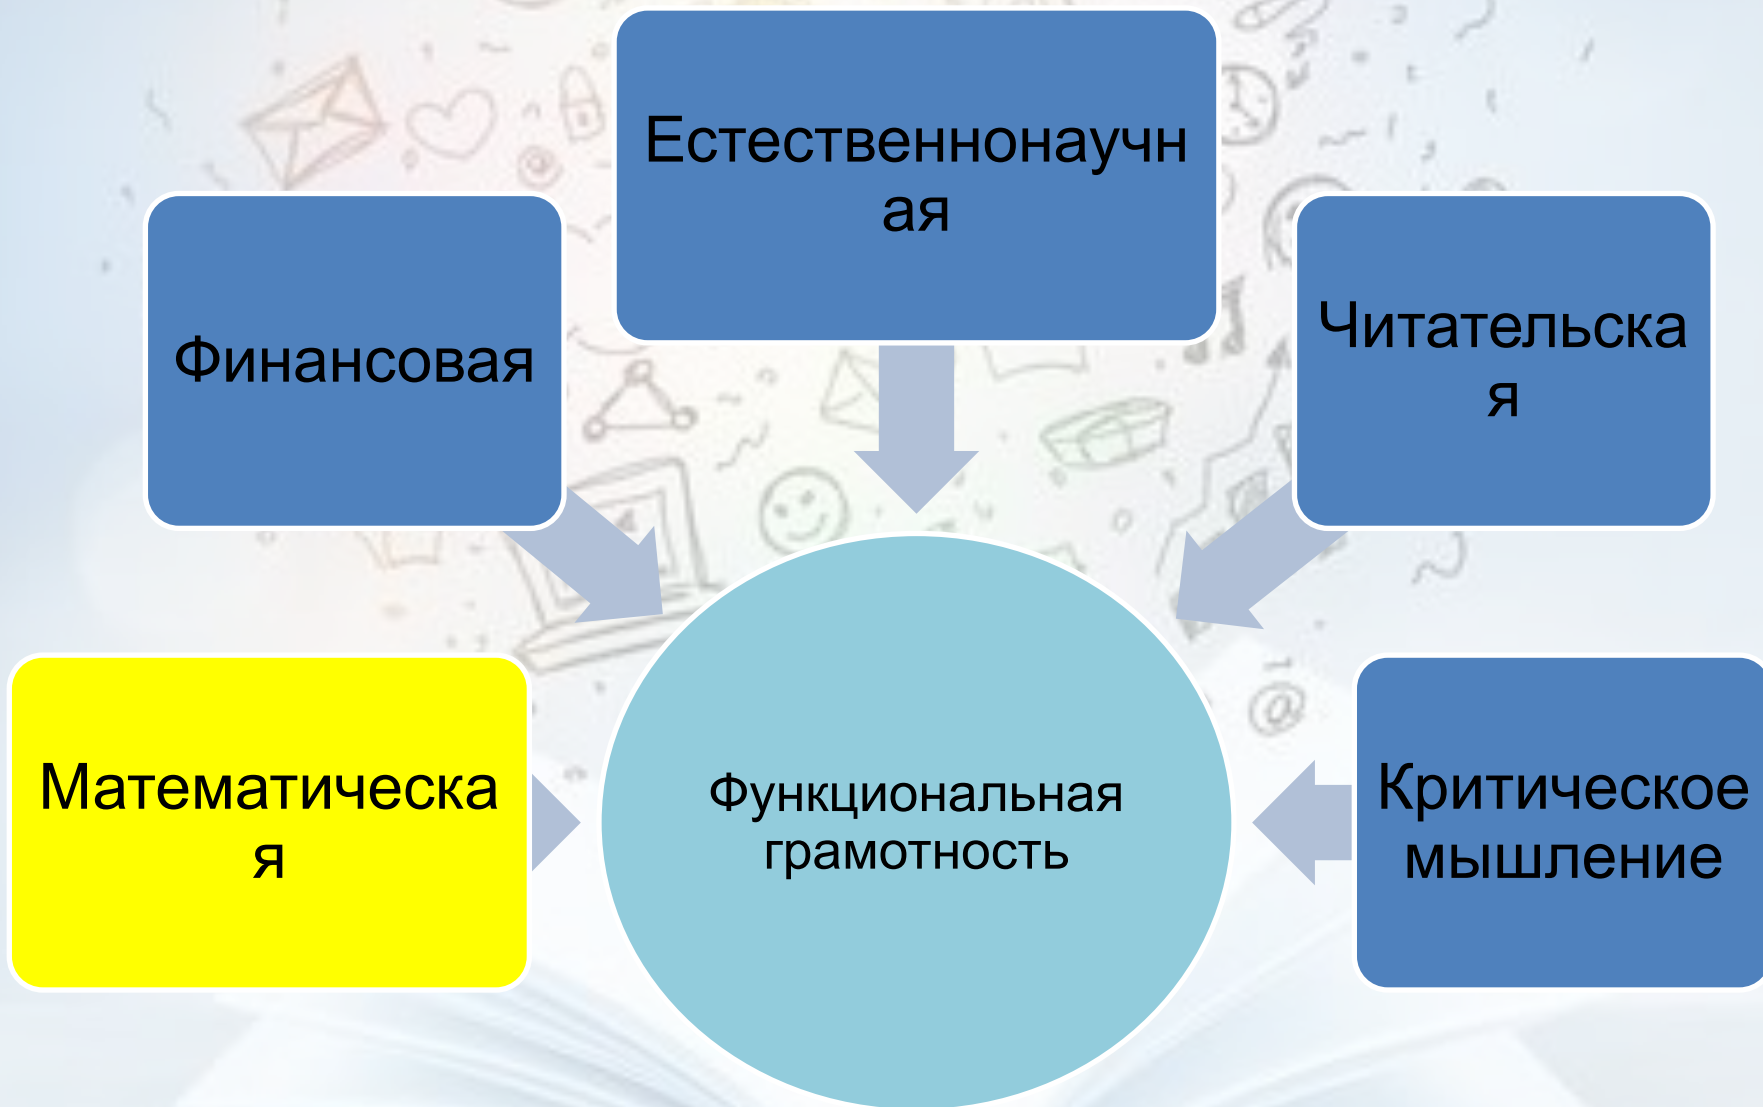 Естественнонаучн
ая
Финансовая
Читательска
я
Математическа
я
Функциональная
грамотность
Критическое
мышление